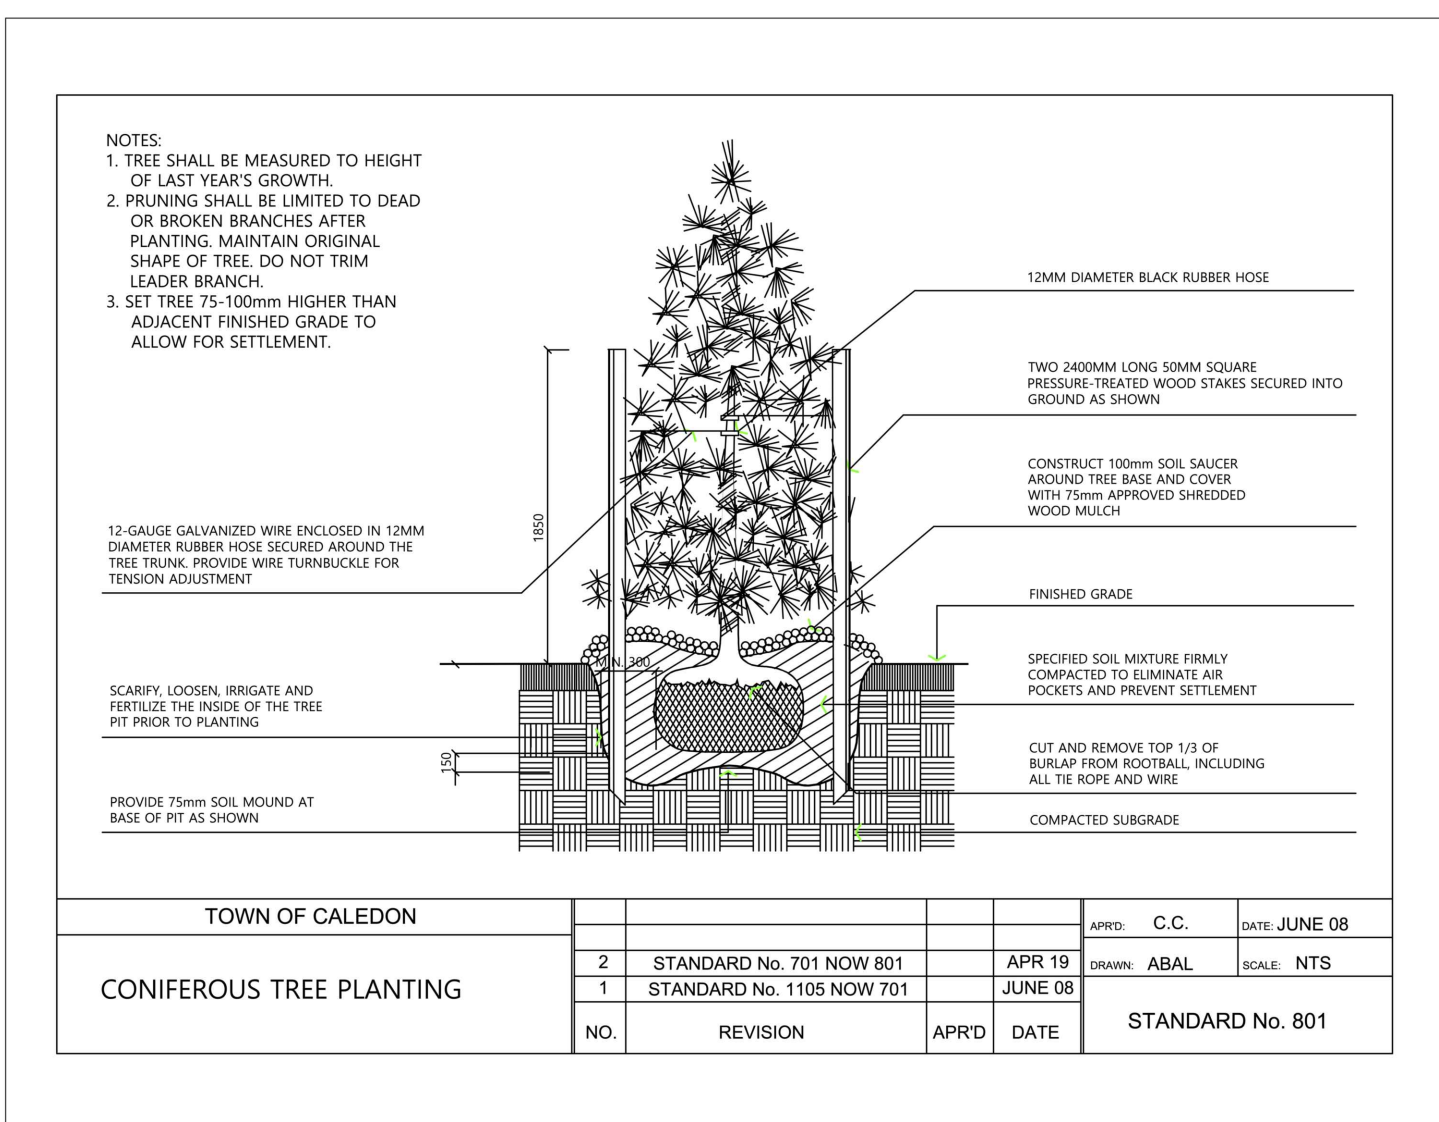 NOTES:
1. TREE SHALL BE MEASURED TO HEIGHT
OF LAST YEAR'S GROWTH.
2. PRUNING SHALL BE LIMITED TO DEAD
OR BROKEN BRANCHES AFTER
PLANTING. MAINTAIN ORIGINAL
SHAPE OF TREE. DO NOT TRIM
LEADER BRANCH.
3. SET TREE 75-100mm HIGHER THAN
ADJACENT FINISHED GRADE TO
ALLOW FOR SETTLEMENT.
12MM DIAMETER BLACK RUBBER HOSE
TWO 2400MM LONG 50MM SQUARE
PRESSURE-TREATED WOOD STAKES SECURED INTO
GROUND AS SHOWN
CONSTRUCT 100mm SOIL SAUCER
AROUND TREE BASE AND COVER
WITH 75mm APPROVED SHREDDED
WOOD MULCH
1850
12-GAUGE GALVANIZED WIRE ENCLOSED IN 12MM
DIAMETER RUBBER HOSE SECURED AROUND THE
TREE TRUNK. PROVIDE WIRE TURNBUCKLE FOR
TENSION ADJUSTMENT
FINISHED GRADE
MIN. 300
SPECIFIED SOIL MIXTURE FIRMLY
COMPACTED TO ELIMINATE AIR
POCKETS AND PREVENT SETTLEMENT
SCARIFY, LOOSEN, IRRIGATE AND
FERTILIZE THE INSIDE OF THE TREE
PIT PRIOR TO PLANTING
150
CUT AND REMOVE TOP 1/3 OF
BURLAP FROM ROOTBALL, INCLUDING
ALL TIE ROPE AND WIRE
PROVIDE 75mm SOIL MOUND AT
BASE OF PIT AS SHOWN
COMPACTED SUBGRADE
TOWN OF CALEDON
CONIFEROUS TREE PLANTING
2 STANDARD No. 701 NOW 801 APR 19
1 STANDARD No. 1105 NOW 701 JUNE 08
NO. REVISION APR'D DATE
APR'D: C.C. DATE: JUNE 08
DRAWN: ABAL SCALE: NTS
STANDARD No. 801